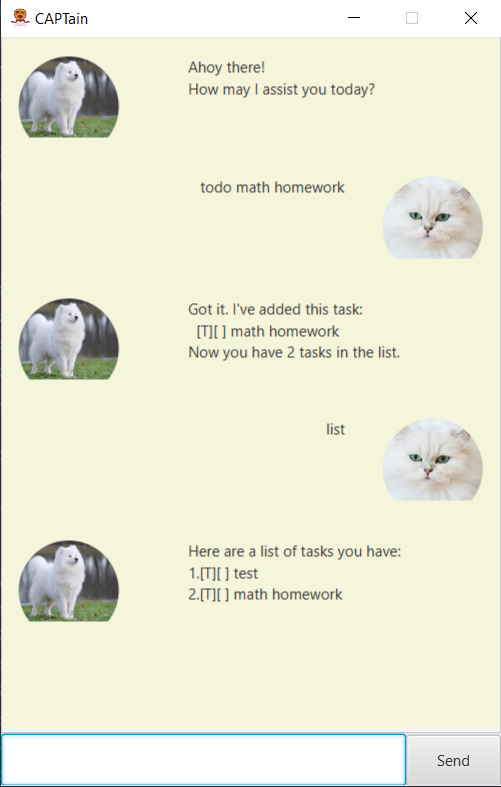 CAPTain
Ahoy there!
How may I assist you today?
todo math homework
Got it. I've added this task:
[T][ ] math homework
Now you have 2 tasks in the list.
list
Here are a list of tasks you have:
1.[T][ ] test
2.[T][ ] math homework
Send